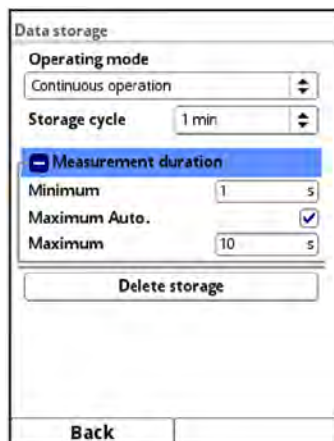 Data storage
Operating mode
Continuous operation
Storage cycle 1 min
Measurement duration
Minimum 1 s
Maximum Auto.
Maximum 10 s
Delete storage
Back